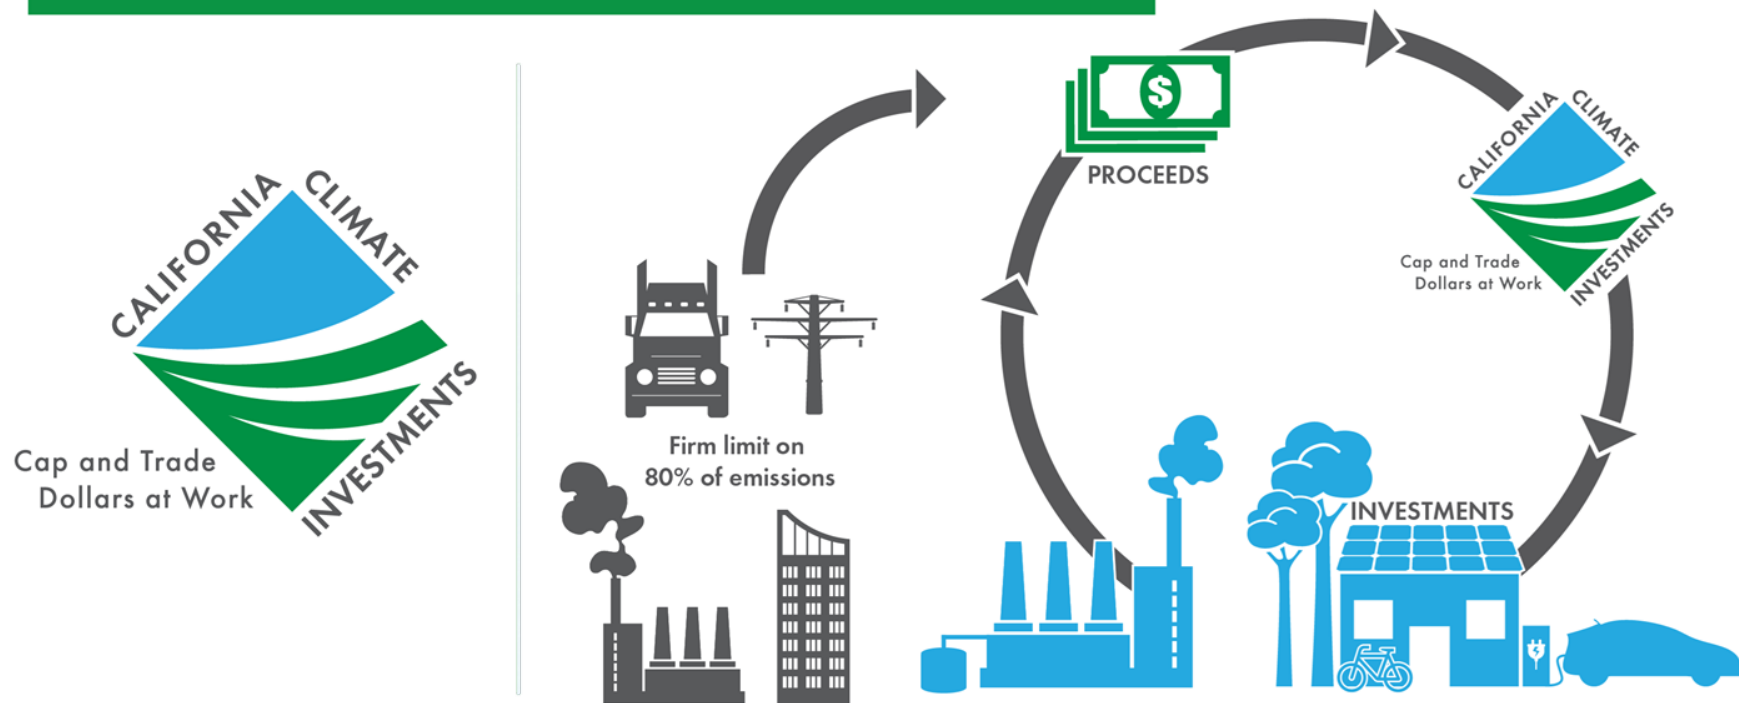 CALIFORNIA
CLIMATE
INVESTMENTS
Cap and Trade
Dollars at Work
Firm limit on
80% of emissions
$
PROCEEDS
CALIFORNIA
CLIMATE
INVESTMENTS
Cap and Trade
Dollars at Work
INVESTMENTS